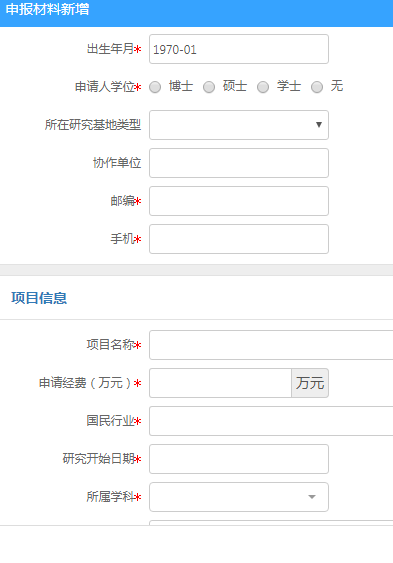 申报材料新增
出生年月* 1970-01
申请人学位* 博士 硕士 学士 无
所在研究基地类型
协作单位
邮编*
手机*
项目信息
项目名称*
申请经费（万元）* 万元
国民行业*
研究开始日期*
所属学科*